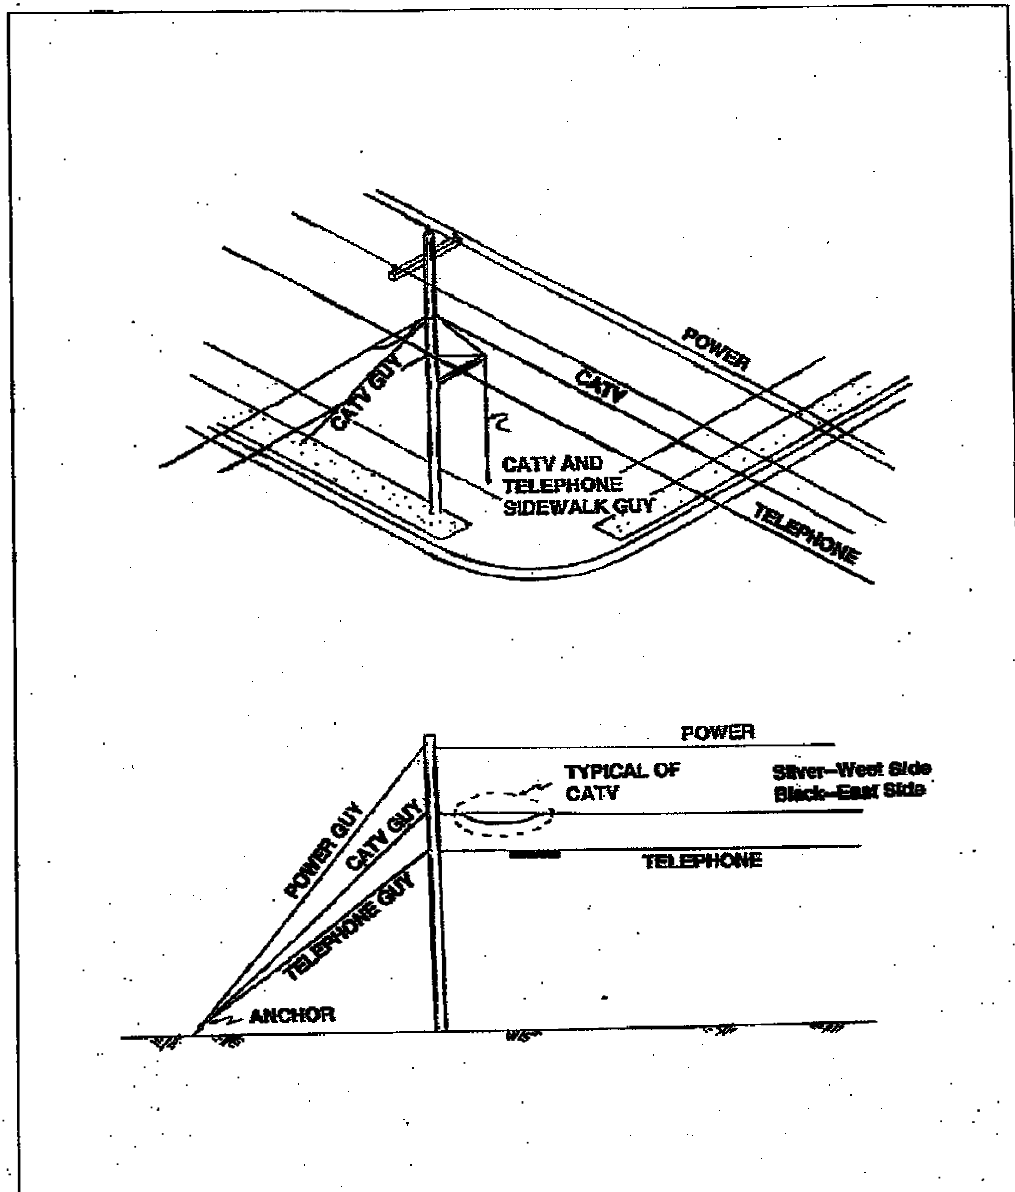 POWER
CATV
CATV GUY
CATV AND
TELEPHONE
SIDEWALK GUY
TELEPHONE
POWER
TYPICAL OF
CATV
Silver-West Side
Black-East Side
POWER GUY
CATV GUY
TELEPHONE GUY
TELEPHONE
ANCHOR